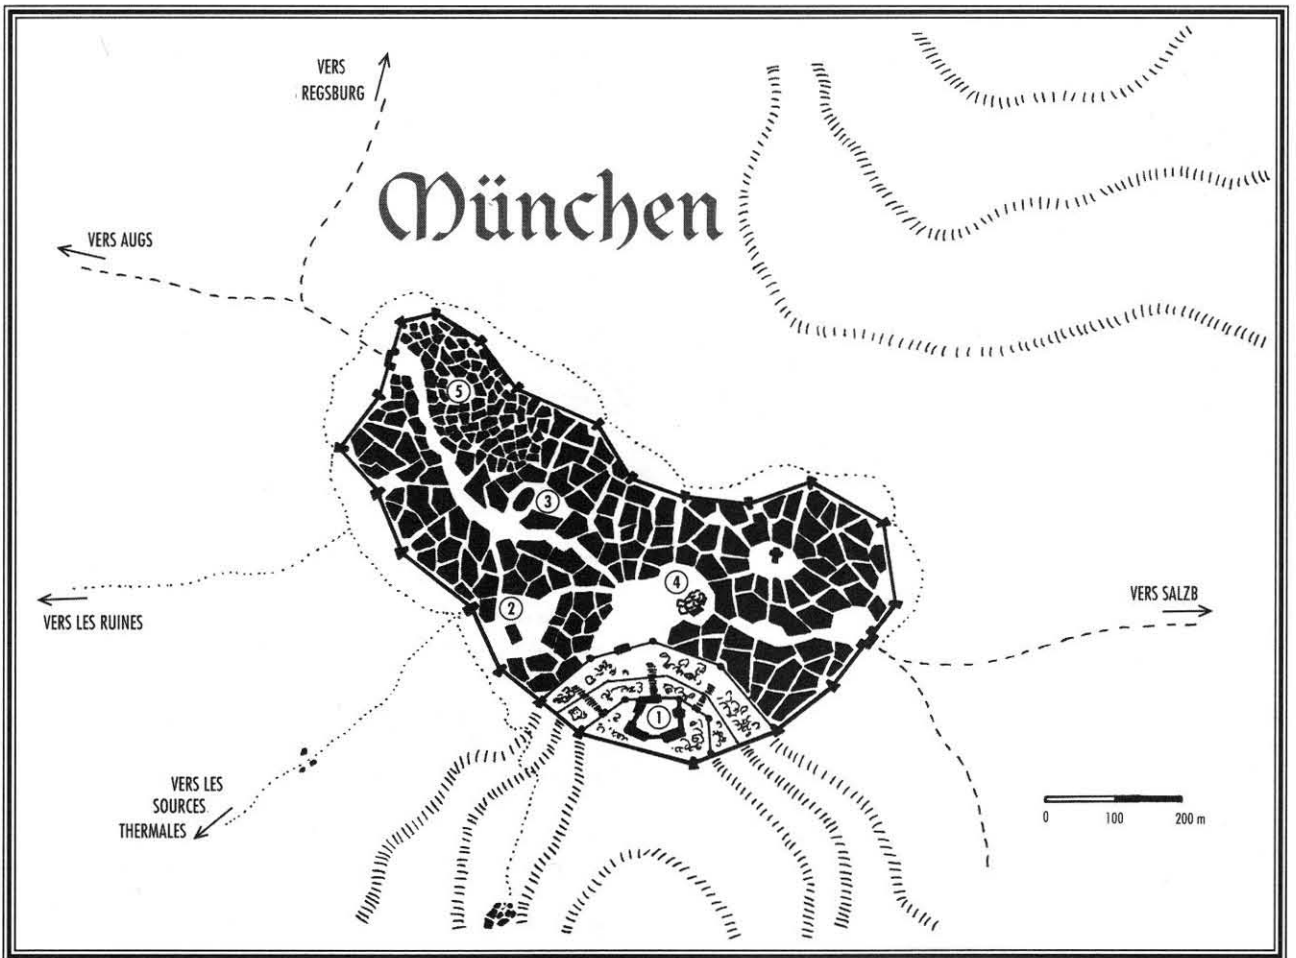 VERS
REGSBURG
München
VERS AUGS
5
3
4
2
VERS LES RUINES
VERS SALZB
1
VERS LES
SOURCES
THERMALES
0 100 200 m